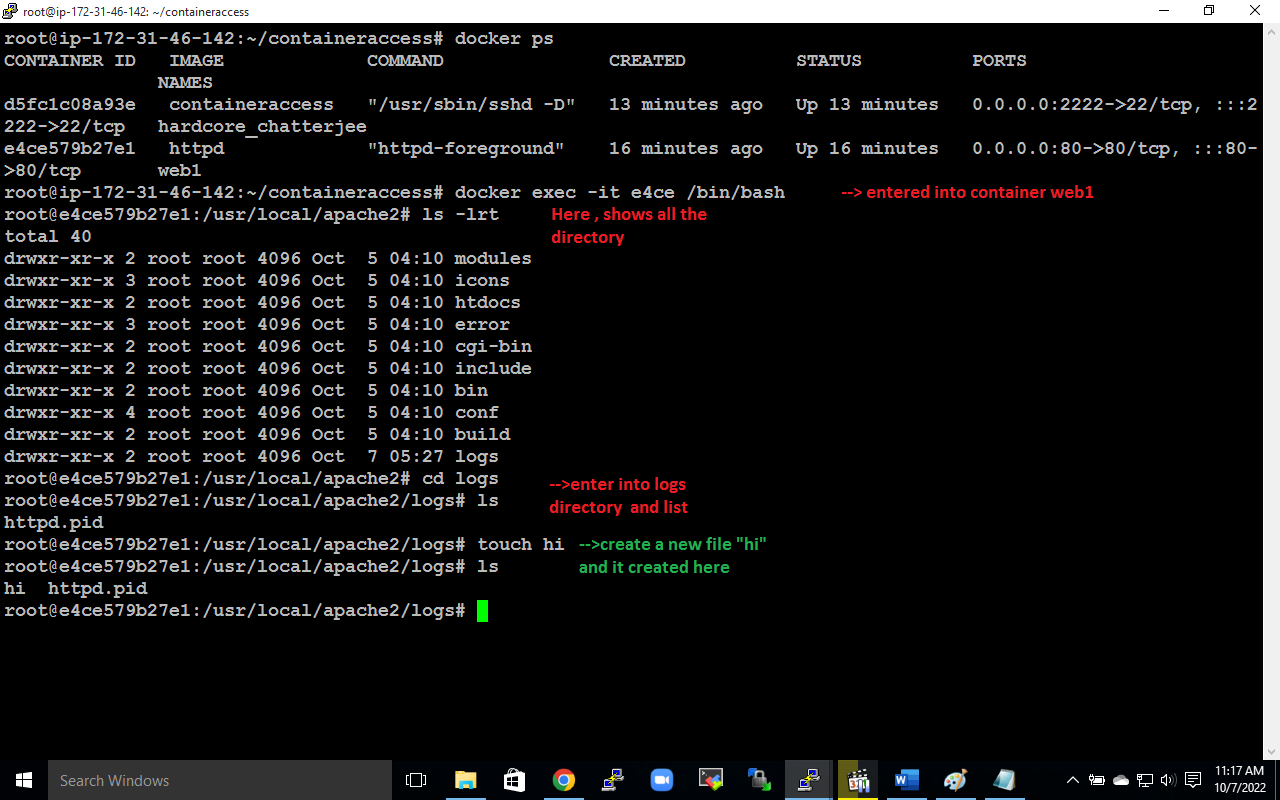 root@ip-172-31-46-142: ~/containeraccess
root@ip-172-31-46-142:~/containeraccess# docker ps
CONTAINER ID   IMAGE             COMMAND               CREATED          STATUS          PORTS
              NAMES
d5fc1c08a93e   containeraccess   "/usr/sbin/sshd -D"   13 minutes ago   Up 13 minutes   0.0.0.0:2222->22/tcp, :::2
222->22/tcp   hardcore_chatterjee
e4ce579b27e1   httpd             "httpd-foreground"    16 minutes ago   Up 16 minutes   0.0.0.0:80->80/tcp, :::80-
>80/tcp       web1
root@ip-172-31-46-142:~/containeraccess# docker exec -it e4ce /bin/bash --> entered into container web1
root@e4ce579b27e1:/usr/local/apache2# ls -lrt Here , shows all the
total 40 directory
drwxr-xr-x 2 root root 4096 Oct  5 04:10 modules
drwxr-xr-x 3 root root 4096 Oct  5 04:10 icons
drwxr-xr-x 2 root root 4096 Oct  5 04:10 htdocs
drwxr-xr-x 3 root root 4096 Oct  5 04:10 error
drwxr-xr-x 2 root root 4096 Oct  5 04:10 cgi-bin
drwxr-xr-x 2 root root 4096 Oct  5 04:10 include
drwxr-xr-x 2 root root 4096 Oct  5 04:10 bin
drwxr-xr-x 4 root root 4096 Oct  5 04:10 conf
drwxr-xr-x 2 root root 4096 Oct  5 04:10 build
drwxr-xr-x 2 root root 4096 Oct  7 05:27 logs
root@e4ce579b27e1:/usr/local/apache2# cd logs -->enter into logs
root@e4ce579b27e1:/usr/local/apache2/logs# ls directory  and list
httpd.pid
root@e4ce579b27e1:/usr/local/apache2/logs# touch hi -->create a new file "hi"
root@e4ce579b27e1:/usr/local/apache2/logs# ls and it created here
hi  httpd.pid
root@e4ce579b27e1:/usr/local/apache2/logs#
Search Windows
11:17 AM
10/7/2022